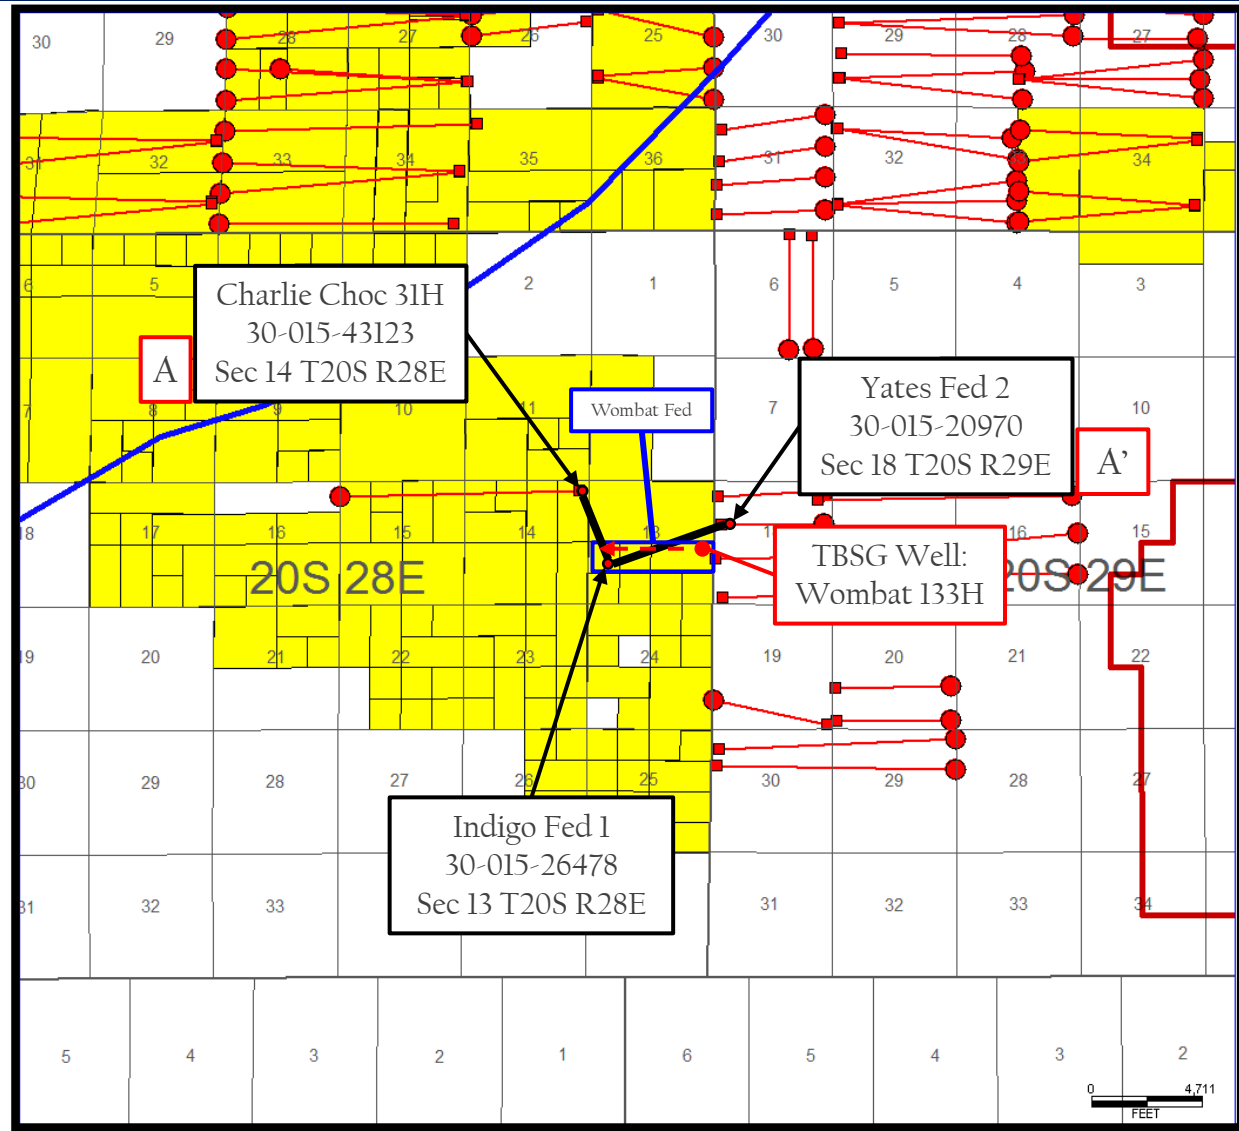 30 29 28 27 26 25 30 29 28 27
31 32 33 34 35 36 31 32 33 34
6 5 2 1 6 5 4 3
Charlie Choc 31H
30-015-43123
Sec 14 T20S R28E
A
Wombat Fed
Yates Fed 2
30-015-20970
Sec 18 T20S R29E
A’
7 8 9 10 11 7 10
18 17 16 15 13 16 15
20S 28E
20S 29E
TBSG Well:
Wombat 133H
19 20 21 22 23 24 19 20 21 22
30 29 28 27 26 25 30 29 28 27
Indigo Fed 1
30-015-26478
Sec 13 T20S R28E
31 32 33 31 32 33 34
5 4 3 2 1 6 5 4 3 2
0 4,711
FEET